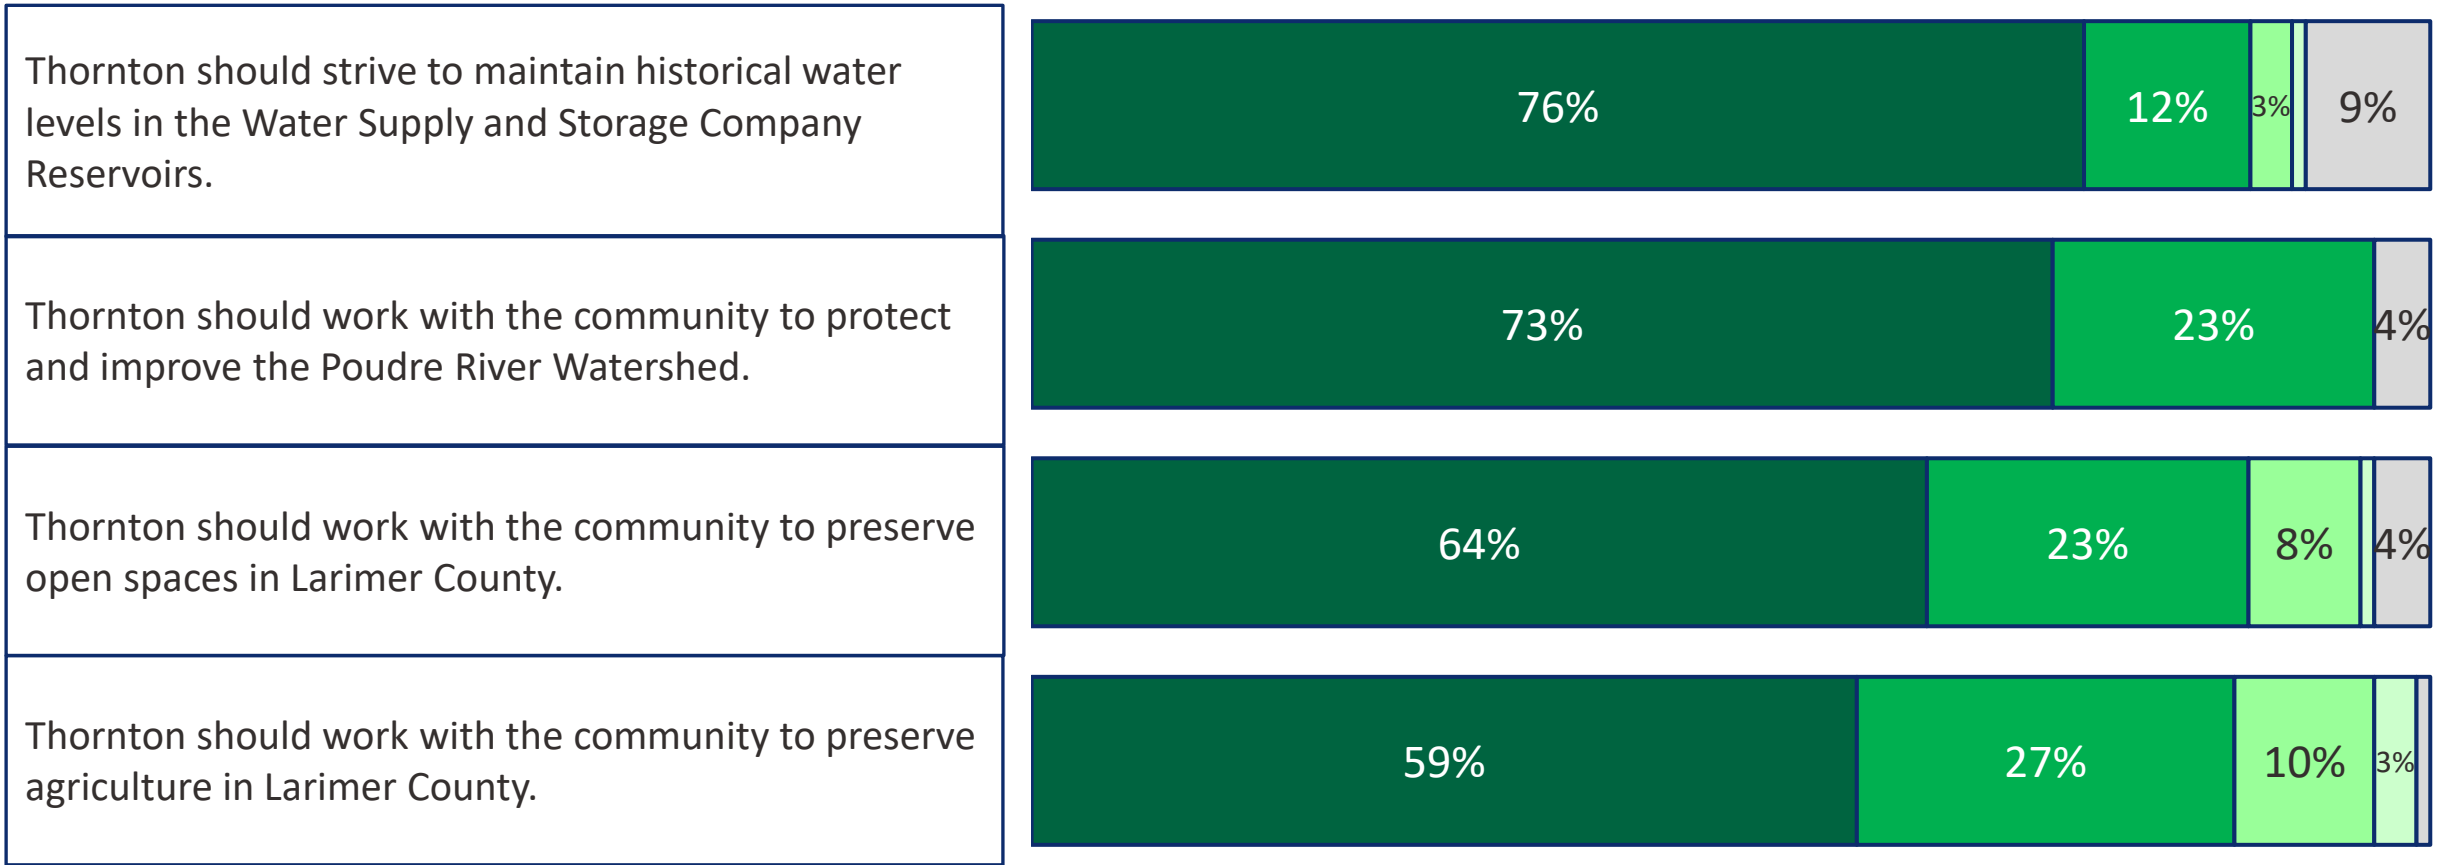 Thornton should strive to maintain historical water
levels in the Water Supply and Storage Company
Reservoirs.
76% 12% 3% 9%
Thornton should work with the community to protect
and improve the Poudre River Watershed.
73% 23% 4%
Thornton should work with the community to preserve
open spaces in Larimer County.
64% 23% 8% 4%
Thornton should work with the community to preserve
agriculture in Larimer County.
59% 27% 10% 3%